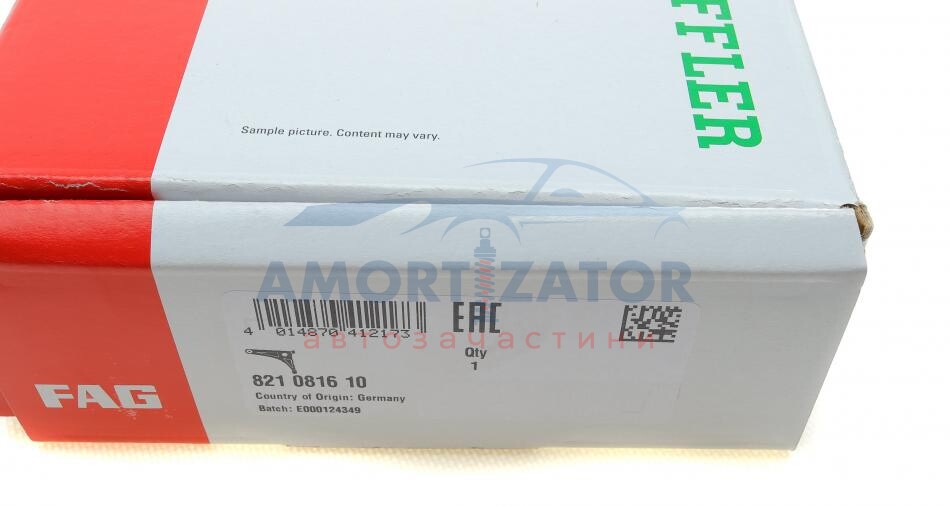 FFLER
Sample picture. Content may vary.
AMORTIZATOR
4 014870 412173
EAC
автозапчастини
Qty
1
821 0816 10
Country of Origin: Germany
Batch: E000124349
FAG